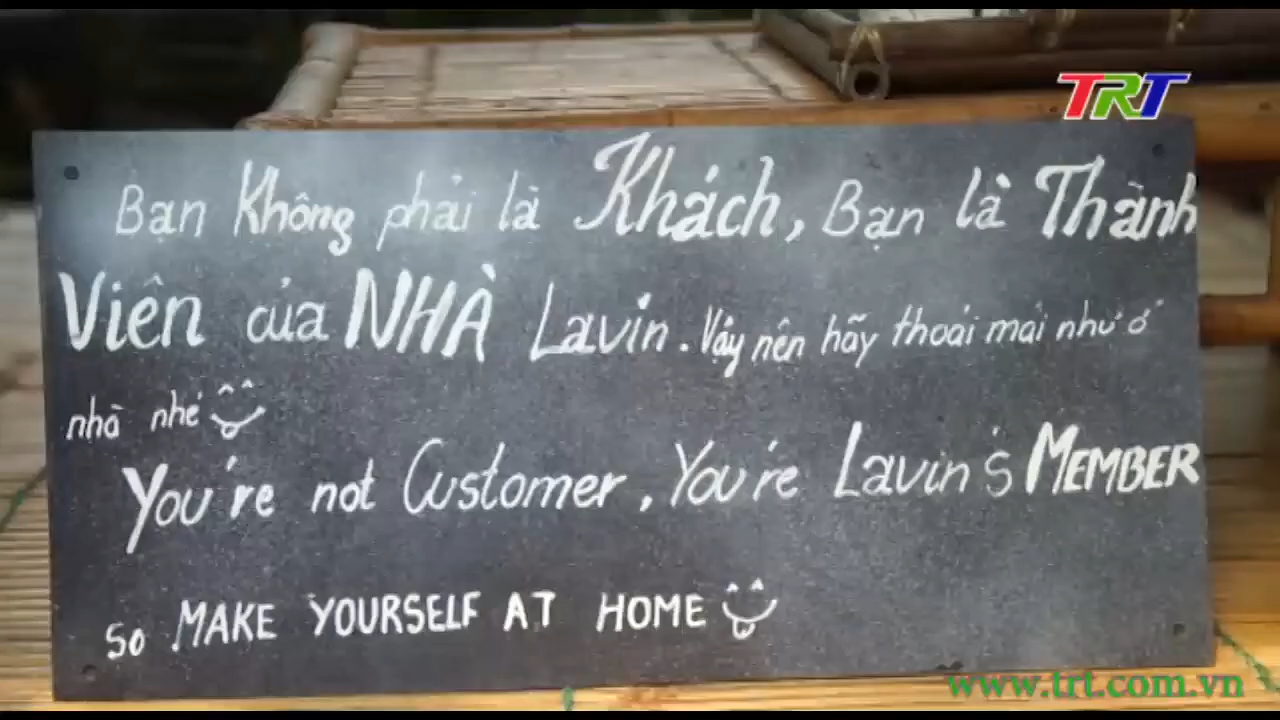 TRT
Bạn Không phải là Khách, Bạn là Thành
Viên của NHÀ Lavin. Vậy nên hãy thoải mái như ở
nhà nhé
You're not Customer, You're Lavin's MEMBER
So MAKE YOURSELF AT HOME
www.trt.com.vn